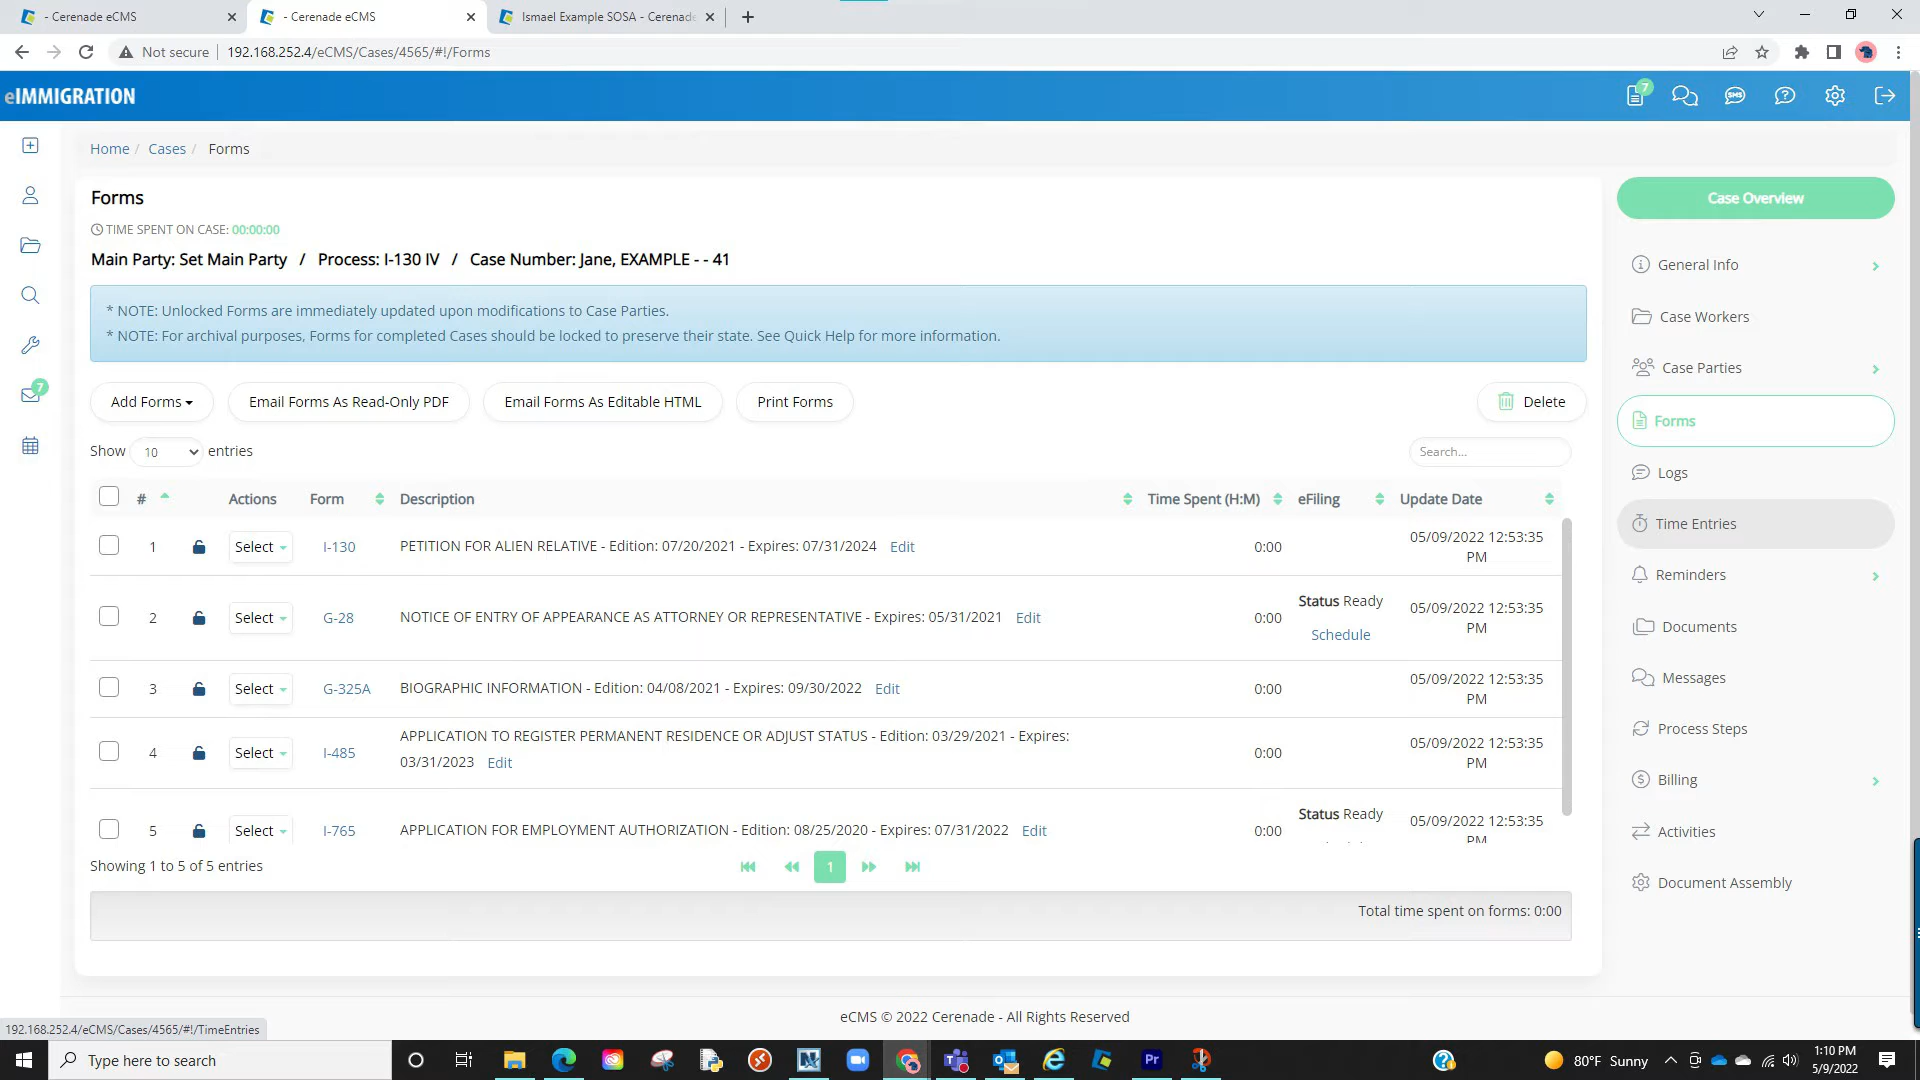 - Cerenade eCMS
- Cerenade eCMS
Ismael Example SOSA - Cerenade
Not secure
192.168.252.4/eCMS/Cases/4565/#!/Forms
eIMMIGRATION
7
SMS
Home / Cases / Forms
Forms
TIME SPENT ON CASE: 00:00:00
Main Party: Set Main Party / Process: I-130 IV / Case Number: Jane, EXAMPLE - - 41
* NOTE: Unlocked Forms are immediately updated upon modifications to Case Parties.
* NOTE: For archival purposes, Forms for completed Cases should be locked to preserve their state. See Quick Help for more information.
7
Add Forms
Email Forms As Read-Only PDF
Email Forms As Editable HTML
Print Forms
Delete
Show 10 entries
Search...
# Actions Form Description Time Spent (H:M) eFiling Update Date
1 Select I-130 PETITION FOR ALIEN RELATIVE - Edition: 07/20/2021 - Expires: 07/31/2024 Edit 0:00 05/09/2022 12:53:35
PM
2 Select G-28 NOTICE OF ENTRY OF APPEARANCE AS ATTORNEY OR REPRESENTATIVE - Expires: 05/31/2021 Edit 0:00 Status Ready 05/09/2022 12:53:35
Schedule PM
3 Select G-325A BIOGRAPHIC INFORMATION - Edition: 04/08/2021 - Expires: 09/30/2022 Edit 0:00 05/09/2022 12:53:35
PM
4 Select I-485 APPLICATION TO REGISTER PERMANENT RESIDENCE OR ADJUST STATUS - Edition: 03/29/2021 - Expires:
03/31/2023 Edit 0:00 05/09/2022 12:53:35
PM
5 Select I-765 APPLICATION FOR EMPLOYMENT AUTHORIZATION - Edition: 08/25/2020 - Expires: 07/31/2022 Edit 0:00 Status Ready 05/09/2022 12:53:35
PM
Showing 1 to 5 of 5 entries
1
Total time spent on forms: 0:00
Case Overview
General Info
Case Workers
Case Parties
Forms
Logs
Time Entries
Reminders
Documents
Messages
Process Steps
Billing
Activities
Document Assembly
eCMS © 2022 Cerenade - All Rights Reserved
192.168.252.4/eCMS/Cases/4565/#!/TimeEntries
Type here to search
Pr
80°F Sunny
1:10 PM
5/9/2022